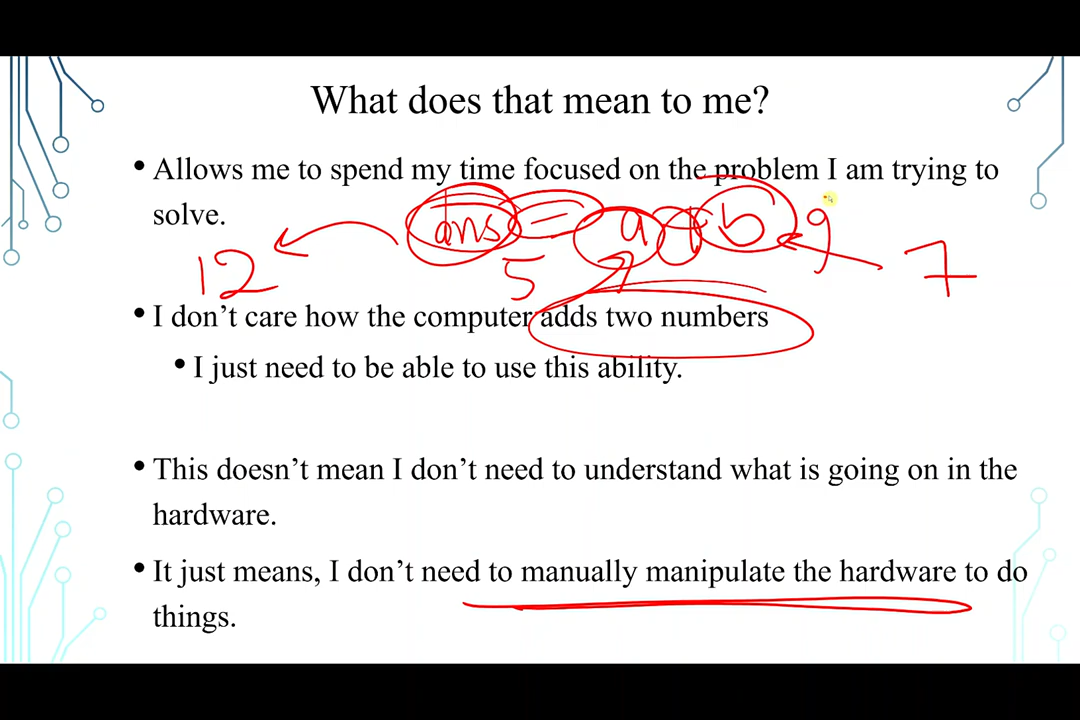 What does that mean to me?
• Allows me to spend my time focused on the problem I am trying to
solve.
ans = a + b;
12 5 7
• I don’t care how the computer adds two numbers
• I just need to be able to use this ability.
• This doesn’t mean I don’t need to understand what is going on in the
hardware.
• It just means, I don’t need to manually manipulate the hardware to do
things.